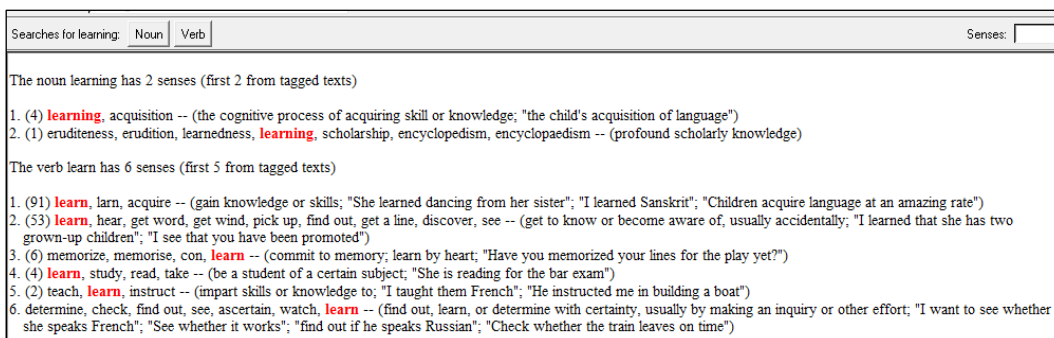 Searches for learning: Noun Verb Senses:
The noun learning has 2 senses (first 2 from tagged texts)
1. (4) learning, acquisition -- (the cognitive process of acquiring skill or knowledge; "the child's acquisition of language")
2. (1) eruditeness, erudition, learnedness, learning, scholarship, encyclopedism, encyclopaedism -- (profound scholarly knowledge)
The verb learn has 6 senses (first 5 from tagged texts)
1. (91) learn, larn, acquire -- (gain knowledge or skills; "She learned dancing from her sister"; "I learned Sanskrit"; "Children acquire language at an amazing rate")
2. (53) learn, hear, get word, get wind, pick up, find out, get a line, discover, see -- (get to know or become aware of, usually accidentally; "I learned that she has two
grown-up children"; "I see that you have been promoted")
3. (6) memorize, memorise, con, learn -- (commit to memory; learn by heart; "Have you memorized your lines for the play yet?")
4. (4) learn, study, read, take -- (be a student of a certain subject; "She is reading for the bar exam")
5. (2) teach, learn, instruct -- (impart skills or knowledge to; "I taught them French"; "He instructed me in building a boat")
6. determine, check, find out, see, ascertain, watch, learn -- (find out, learn, or determine with certainty, usually by making an inquiry or other effort; "I want to see whether
she speaks French"; "See whether it works"; "find out if he speaks Russian"; "Check whether the train leaves on time")